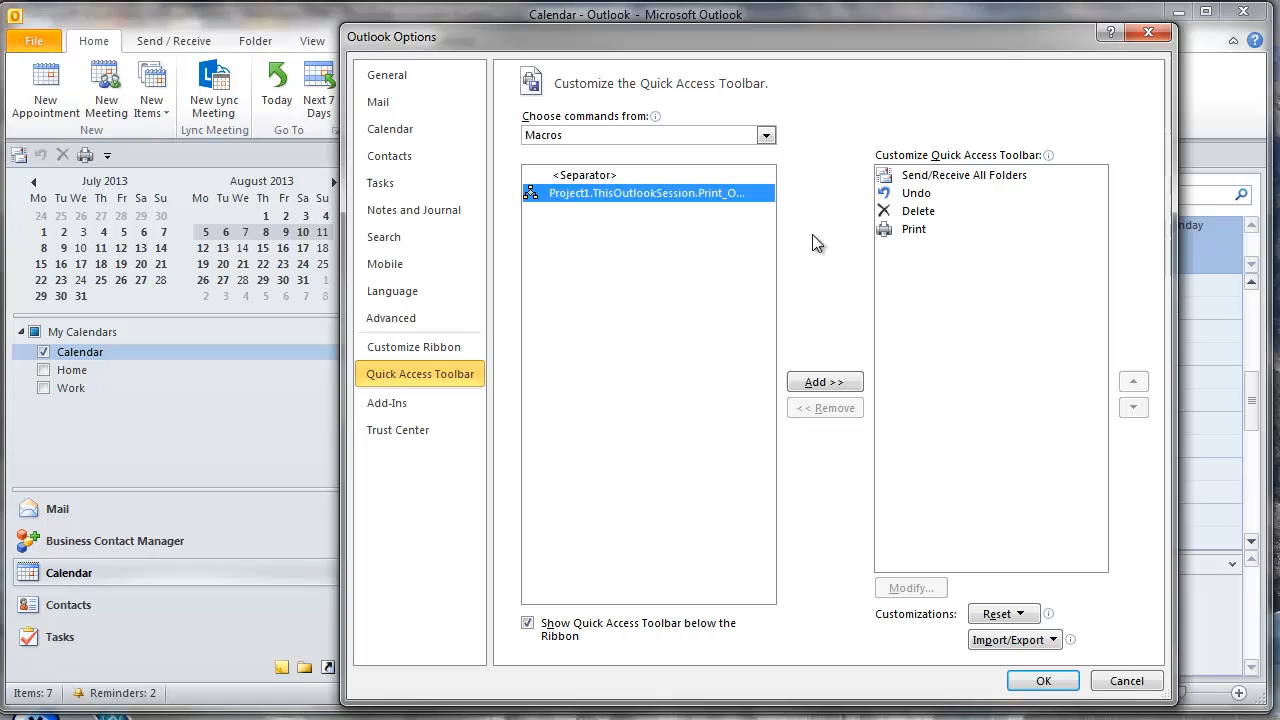 Calendar - Outlook - Microsoft Outlook
File
Home
Send / Receive
Folder
View
New Appointment
New Meeting
New Items
New Lync Meeting
Today
Next 7 Days
New
Lync Meeting
Go To
July 2013
Mo Tu We Th Fr Sa Su
24 25 26 27 28 29 30
1 2 3 4 5 6 7
8 9 10 11 12 13 14
15 16 17 18 19 20 21
22 23 24 25 26 27 28
29 30 31
August 2013
Mo Tu We Th Fr Sa Su
1 2 3 4
5 6 7 8 9 10 11
12 13 14 15 16 17 18
19 20 21 22 23 24 25
26 27 28 29 30 31 1
2 3 4 5 6 7 8
My Calendars
Calendar
Home
Work
Mail
Business Contact Manager
Calendar
Contacts
Tasks
Items: 7
Reminders: 2
Outlook Options
General
Mail
Calendar
Contacts
Tasks
Notes and Journal
Search
Mobile
Language
Advanced
Customize Ribbon
Quick Access Toolbar
Add-Ins
Trust Center
Customize the Quick Access Toolbar.
Choose commands from:
Macros
<Separator>
Project1.ThisOutlookSession.Print_O...
Add >>
<< Remove
Customize Quick Access Toolbar:
Send/Receive All Folders
Undo
Delete
Print
Modify...
Customizations:
Reset
Import/Export
Show Quick Access Toolbar below the
Ribbon
OK
Cancel
nday